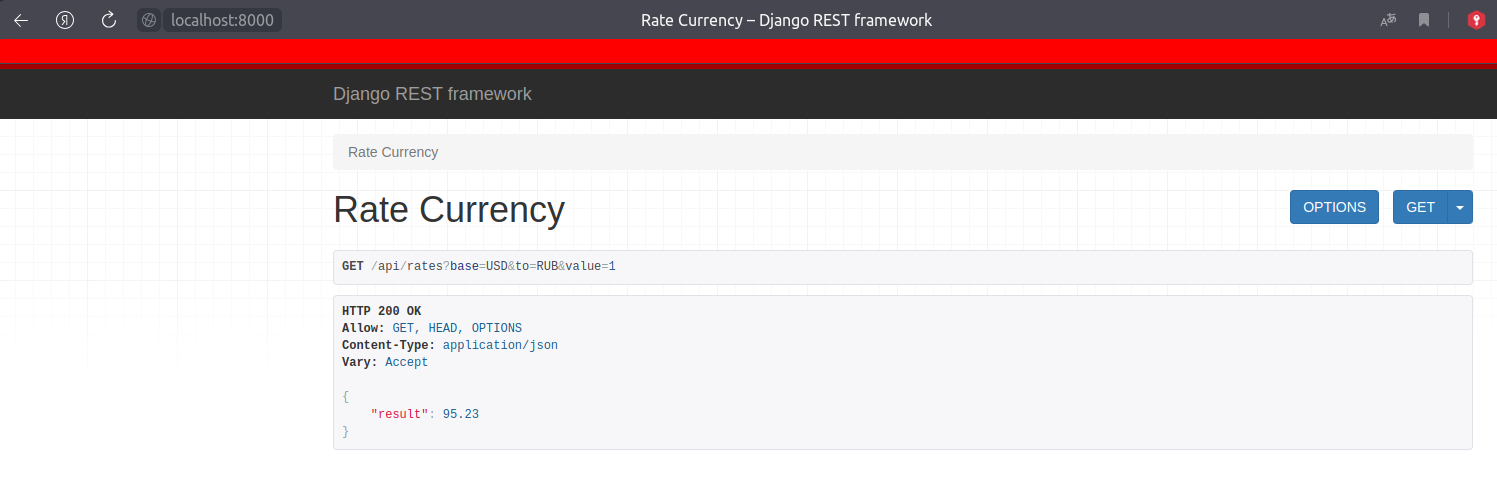 localhost:8000
Rate Currency – Django REST framework
Django REST framework
Rate Currency
Rate Currency
OPTIONS
GET
GET /api/rates?base=USD&to=RUB&value=1
HTTP 200 OK
Allow: GET, HEAD, OPTIONS
Content-Type: application/json
Vary: Accept
{
"result": 95.23
}